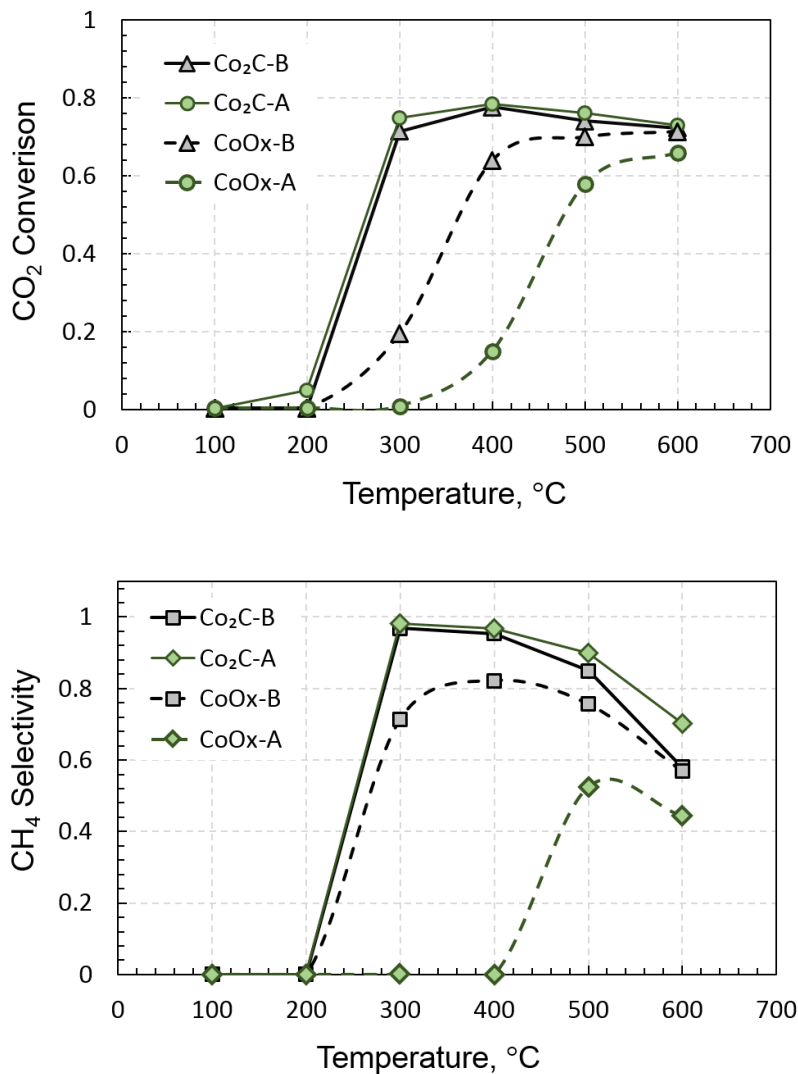 1
0.8
0.6
0.4
0.2
0
CO₂ Converison
Co₂C-B
Co₂C-A
CoOx-B
CoOx-A
0 100 200 300 400 500 600 700
Temperature, °C
1
0.8
0.6
0.4
0.2
0
CH₄ Selectivity
Co₂C-B
Co₂C-A
CoOx-B
CoOx-A
0 100 200 300 400 500 600 700
Temperature, °C